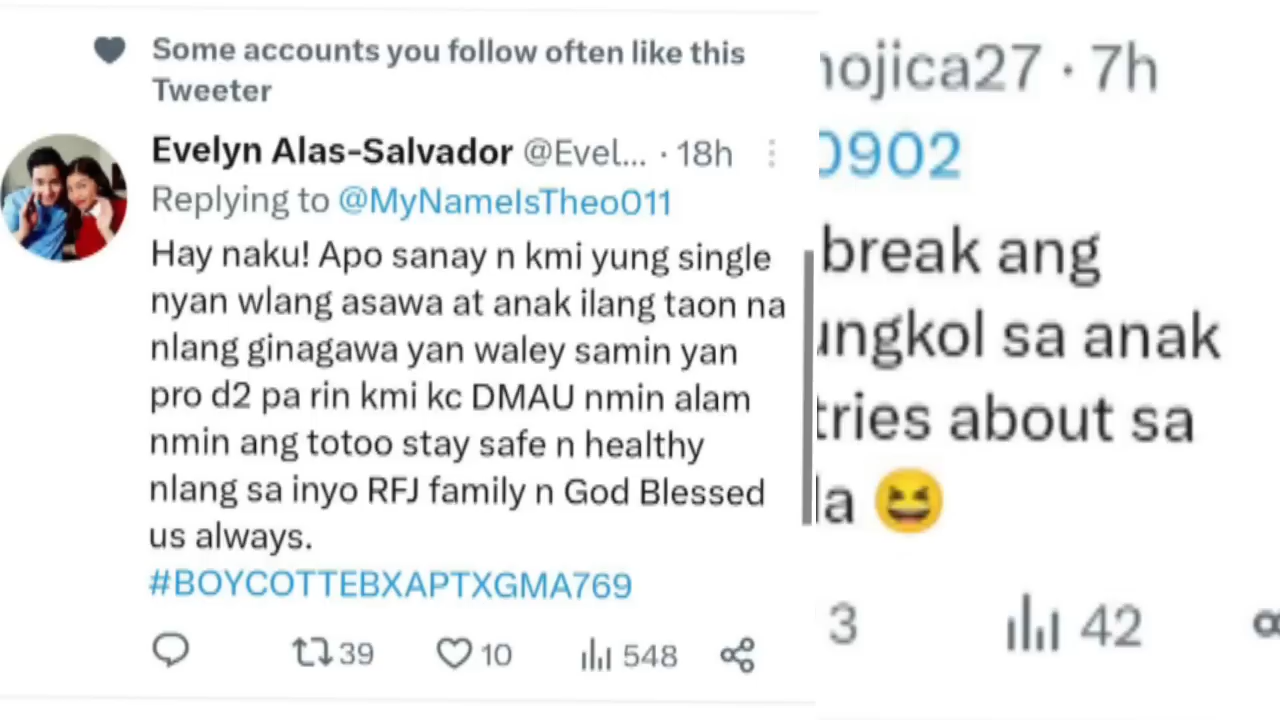 Some accounts you follow often like this
Tweeter
Evelyn Alas-Salvador @Evel... · 18h
Replying to @MyNameIsTheo011
Hay naku! Apo sanay n kmi yung single
nyan wlang asawa at anak ilang taon na
nlang ginagawa yan waley samin yan
pro d2 pa rin kmi kc DMAU nmin alam
nmin ang totoo stay safe n healthy
nlang sa inyo RFJ family n God Blessed
us always.
#BOYCOTTEBXAPTXGMA769
39 10 548
ojica27 · 7h
0902
break ang
ungkol sa anak
tries about sa
la 😆
3 42